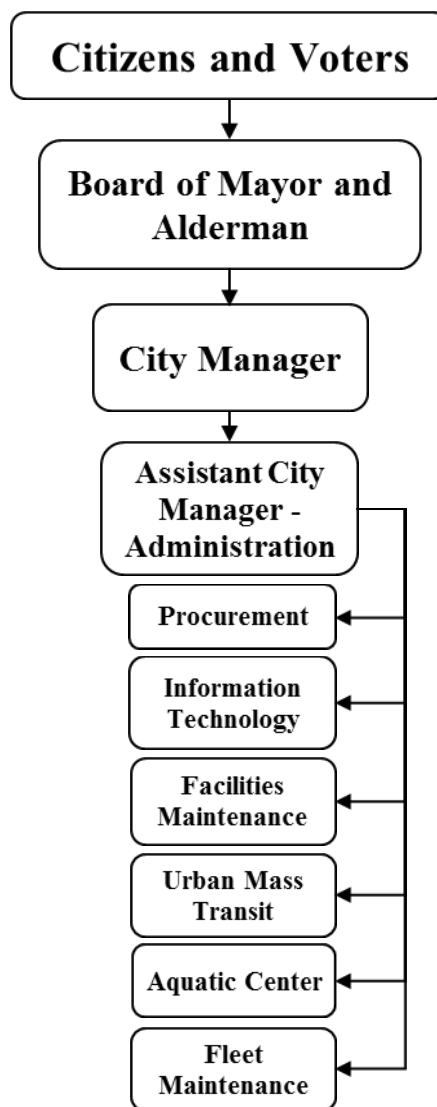 Citizens and Voters
Board of Mayor and
Alderman
City Manager
Assistant City
Manager -
Administration
Procurement
Information
Technology
Facilities
Maintenance
Urban Mass
Transit
Aquatic Center
Fleet
Maintenance